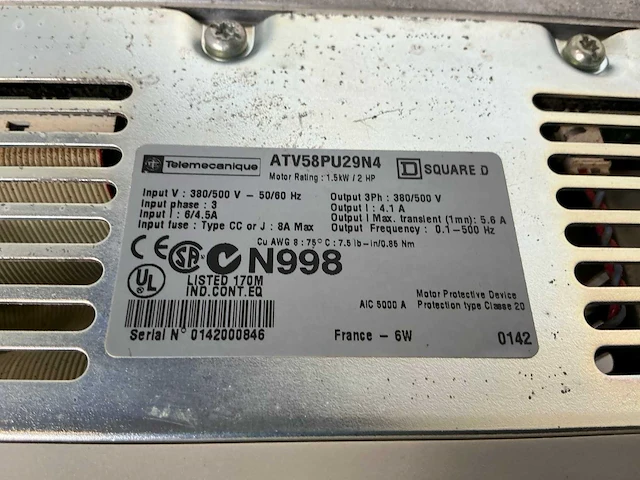 Telemecanique ATV58PU29N4 SQUARE D
Motor Rating : 1.5kW / 2 HP
Input V : 380/500 V - 50/60 Hz
Input phase : 3
Input I : 6/4.5A
Input fuse : Type CC or J : 8A Max
Output 3Ph : 380/500 V
Output I : 4.1 A
Output I Max. transient (1mn) : 5.6 A
Output Frequency : 0.1-500 Hz
Cu AWG 8 : 75° C : 7.5 lb-in/0.85 Nm
CE SA C N998
UL LISTED 170M
IND.CONT.EQ
AIC 5000 A
Motor Protective Device
Protection type Classe 20
Serial N° 0142000846
France - 6W
0142